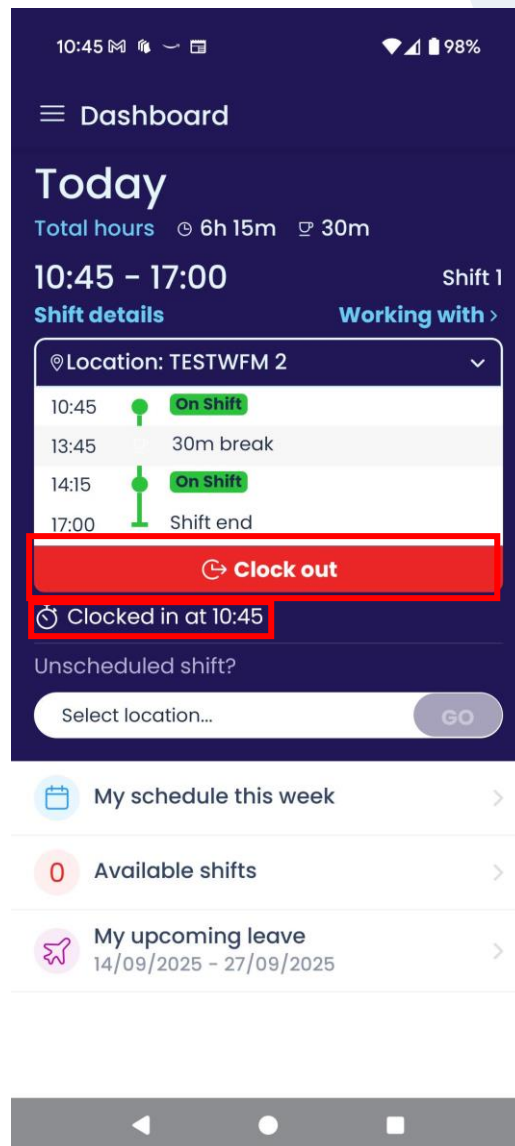 10:45 98%
Dashboard
Today
Total hours 6h 15m 30m
10:45 – 17:00 Shift 1
Shift details Working with >
Location: TESTWFM 2
10:45 On Shift
13:45 30m break
14:15 On Shift
17:00 Shift end
Clock out
Clocked in at 10:45
Unscheduled shift?
Select location... GO
My schedule this week
0 Available shifts
My upcoming leave
14/09/2025 - 27/09/2025